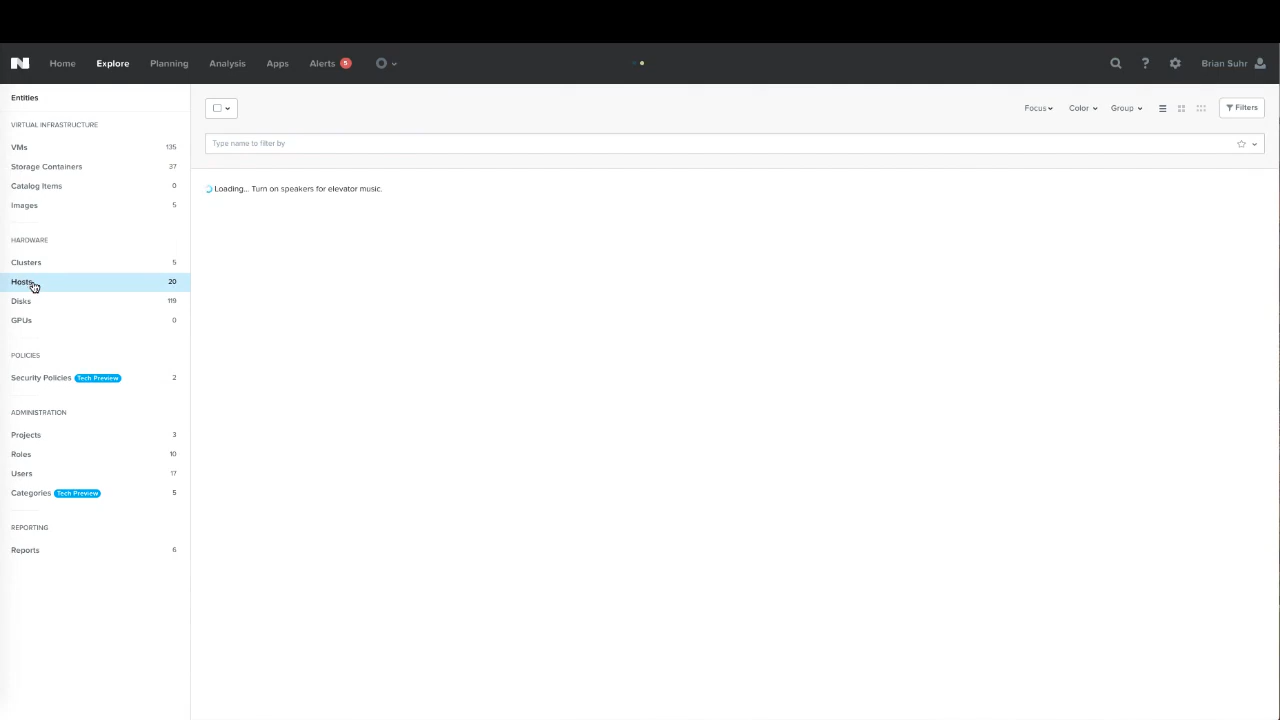 Home Explore Planning Analysis Apps Alerts 5 Brian Suhr
Entities
VIRTUAL INFRASTRUCTURE
VMs 135
Storage Containers 37
Catalog Items 0
Images 5
HARDWARE
Clusters 5
Hosts 20
Disks 119
GPUs 0
POLICIES
Security Policies Tech Preview 2
ADMINISTRATION
Projects 3
Roles 10
Users 17
Categories Tech Preview 5
REPORTING
Reports 6
Focus Color Group Filters
Type name to filter by
Loading... Turn on speakers for elevator music.